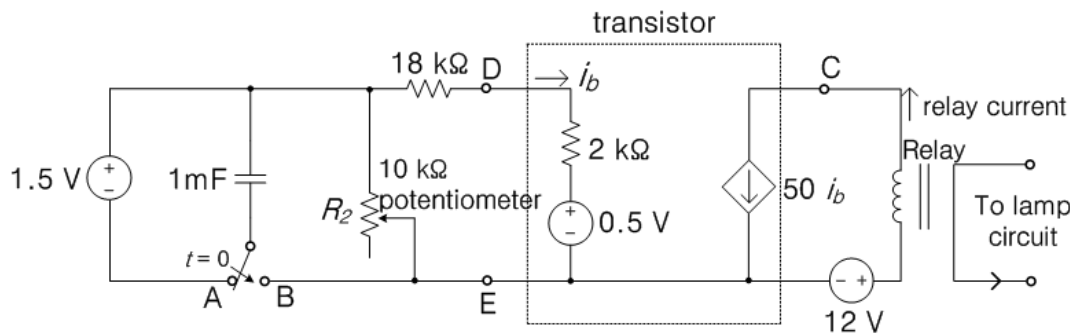 transistor
18 kΩ
D
i_b
C
relay current
1.5 V
1mF
10 kΩ
potentiometer
R₂
2 kΩ
0.5 V
50 i_b
Relay
To lamp
circuit
t = 0
A
B
E
12 V